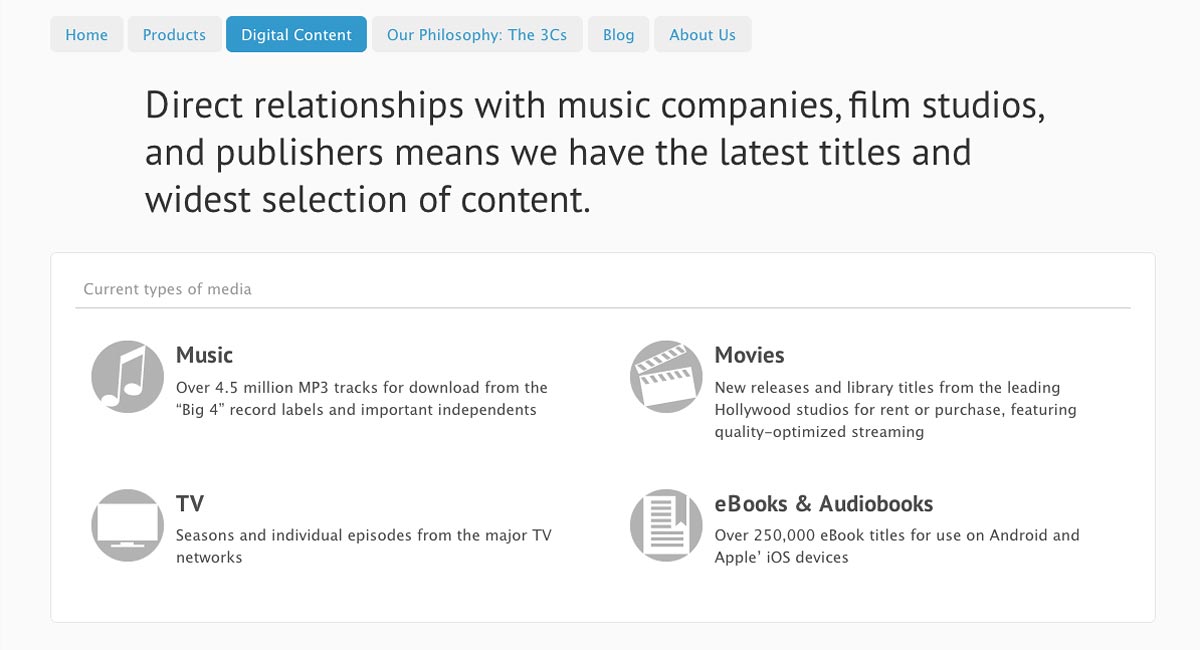 Home Products Digital Content Our Philosophy: The 3Cs Blog About Us
Direct relationships with music companies, film studios,
and publishers means we have the latest titles and
widest selection of content.
Current types of media
Music
Over 4.5 million MP3 tracks for download from the
“Big 4” record labels and important independents
Movies
New releases and library titles from the leading
Hollywood studios for rent or purchase, featuring
quality-optimized streaming
TV
Seasons and individual episodes from the major TV
networks
eBooks & Audiobooks
Over 250,000 eBook titles for use on Android and
Apple’ iOS devices